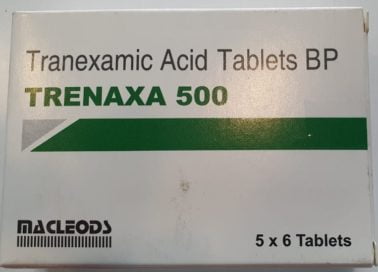 Tranexamic Acid Tablets BP
TRENAXA 500
MACLEODS
5 x 6 Tablets